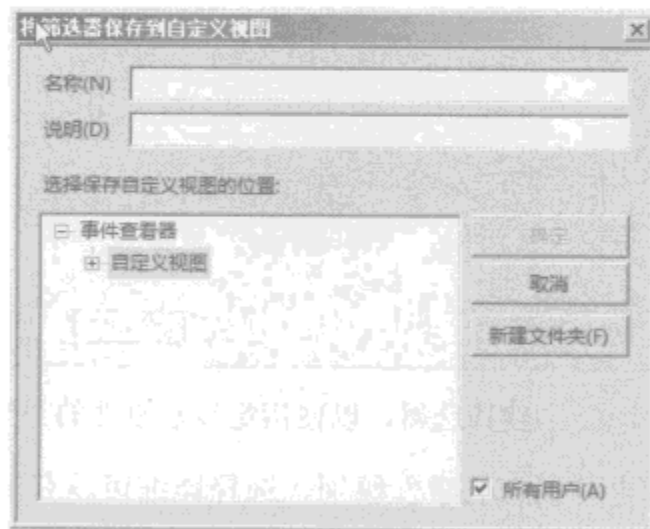 将筛选器保存到自定义视图
名称(N)
说明(D)
选择保存自定义视图的位置:
事件查看器
自定义视图
确定
取消
新建文件夹(F)
所有用户(A)